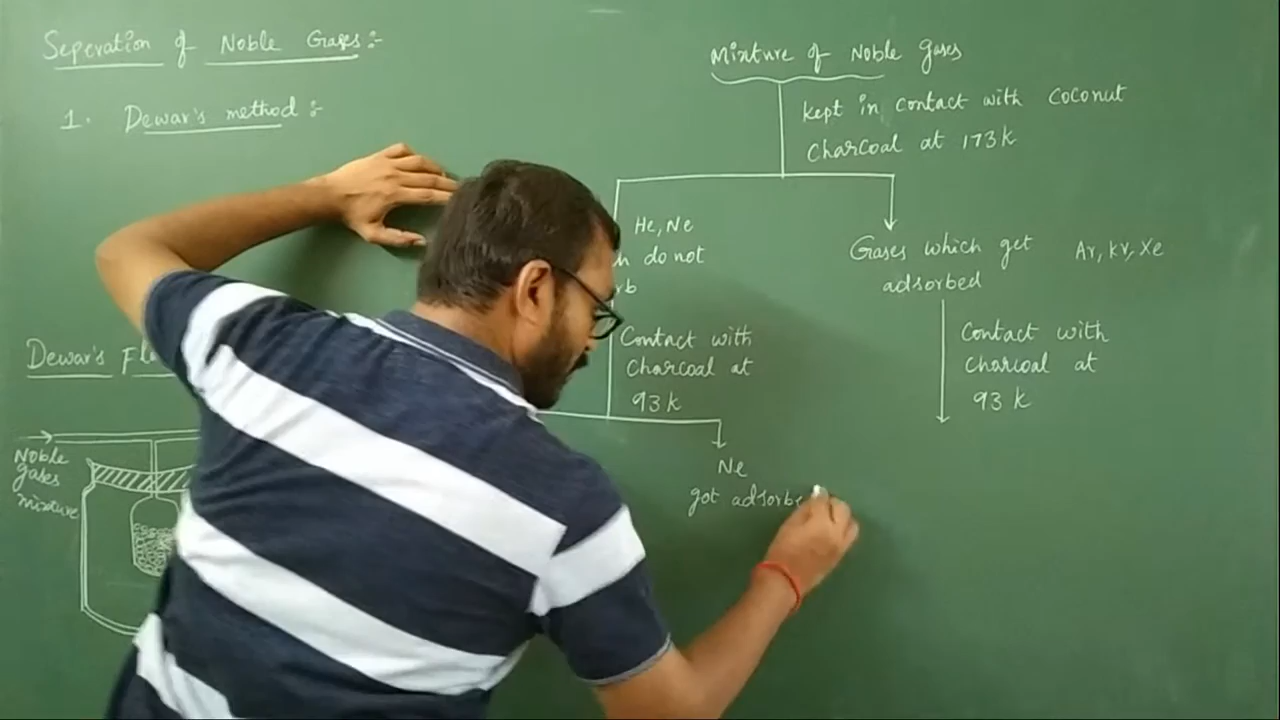 Seperation of Noble Gases :-
1. Dewar's method :-
Mixture of Noble gases
kept in contact with coconut
charcoal at 173k
He, Ne
do not
Gases which get
adsorbed
Ar, kr, Xe
Contact with
charcoal at
93 k
Contact with
charcoal at
93 k
Ne
got adsorbe
Dewar's
Noble
gases
mixture